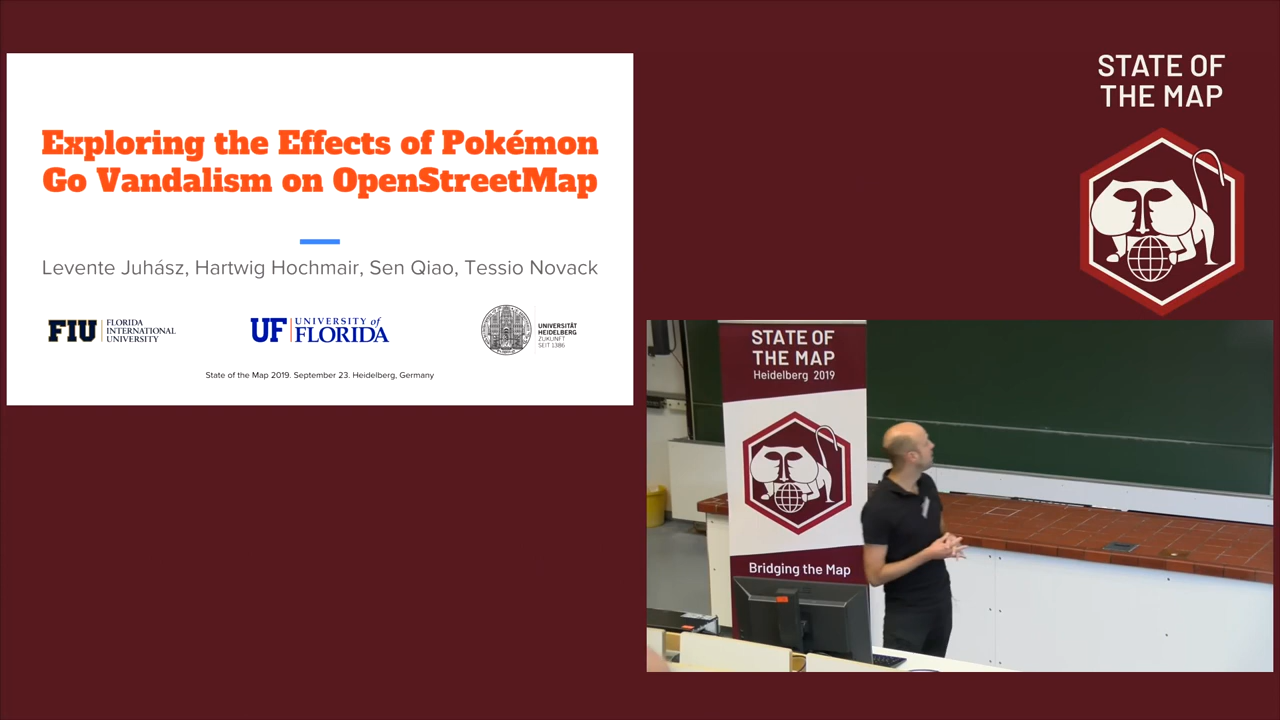 Exploring the Effects of Pokémon
Go Vandalism on OpenStreetMap
Levente Juhász, Hartwig Hochmair, Sen Qiao, Tessio Novack
FIU FLORIDA
INTERNATIONAL
UNIVERSITY
UF UNIVERSITY of
FLORIDA
UNIVERSITÄT
HEIDELBERG
ZUKUNFT
SEIT 1386
State of the Map 2019. September 23. Heidelberg, Germany
STATE OF
THE MAP
STATE OF
THE MAP
Heidelberg 2019
Bridging the Map